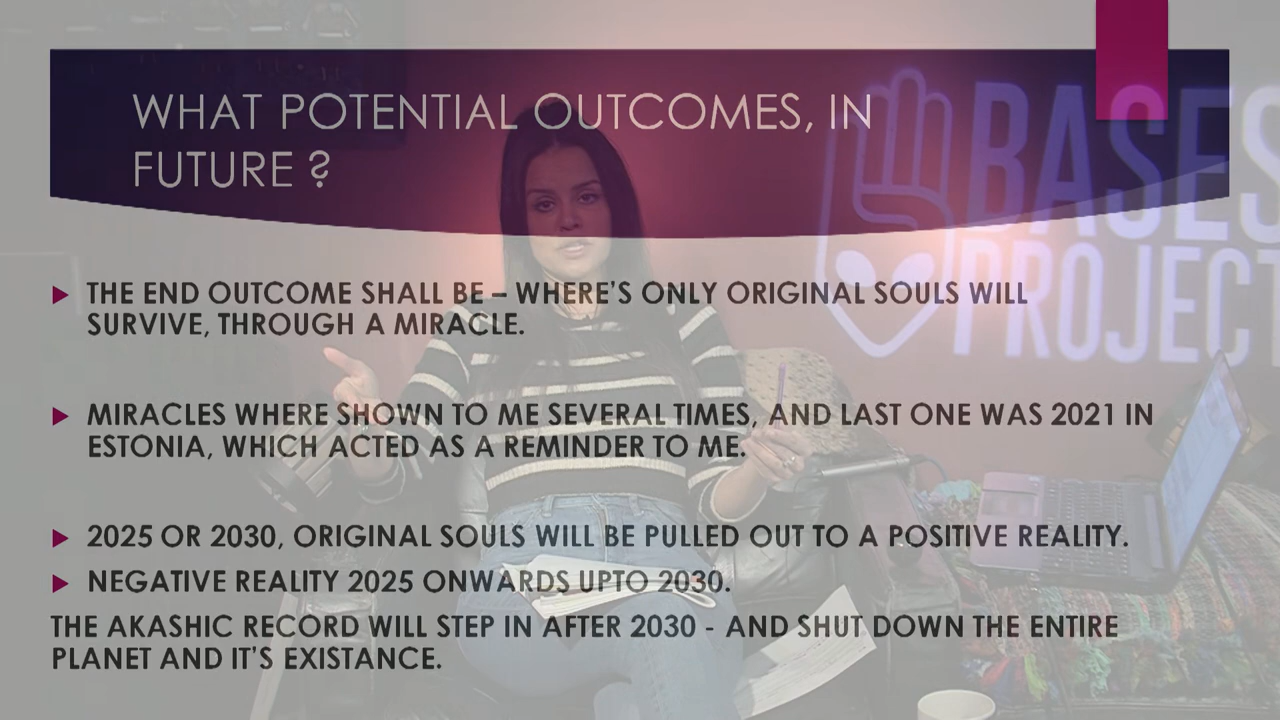 WHAT POTENTIAL OUTCOMES, IN
FUTURE ?
BASES
PROJECT
THE END OUTCOME SHALL BE – WHERE'S ONLY ORIGINAL SOULS WILL
SURVIVE, THROUGH A MIRACLE.
MIRACLES WHERE SHOWN TO ME SEVERAL TIMES, AND LAST ONE WAS 2021 IN
ESTONIA, WHICH ACTED AS A REMINDER TO ME.
2025 OR 2030, ORIGINAL SOULS WILL BE PULLED OUT TO A POSITIVE REALITY.
NEGATIVE REALITY 2025 ONWARDS UPTO 2030.
THE AKASHIC RECORD WILL STEP IN AFTER 2030 - AND SHUT DOWN THE ENTIRE
PLANET AND IT'S EXISTANCE.